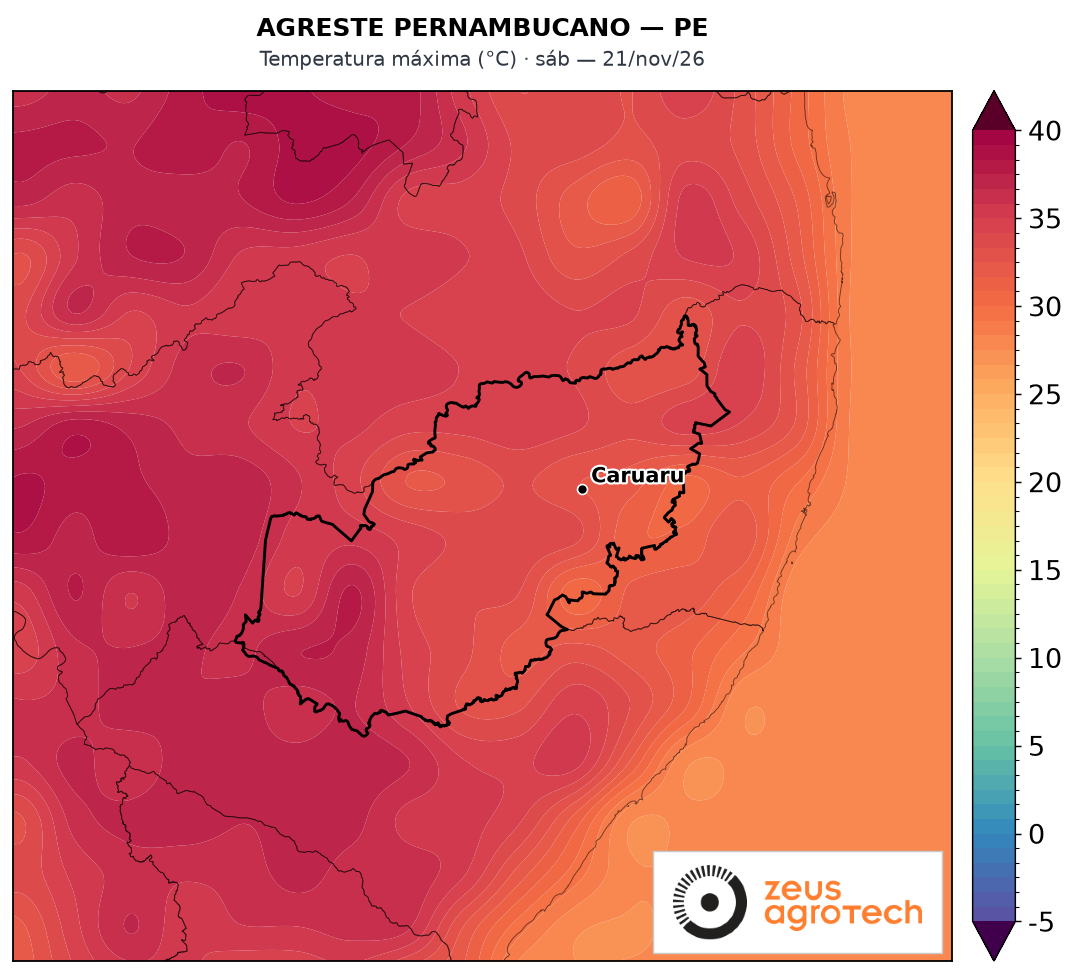 AGRESTE PERNAMBUCANO — PE
Temperatura máxima (°C) · sáb — 21/nov/26
40
35
30
25
20
15
10
5
0
-5
Caruaru
zeus
agrotech